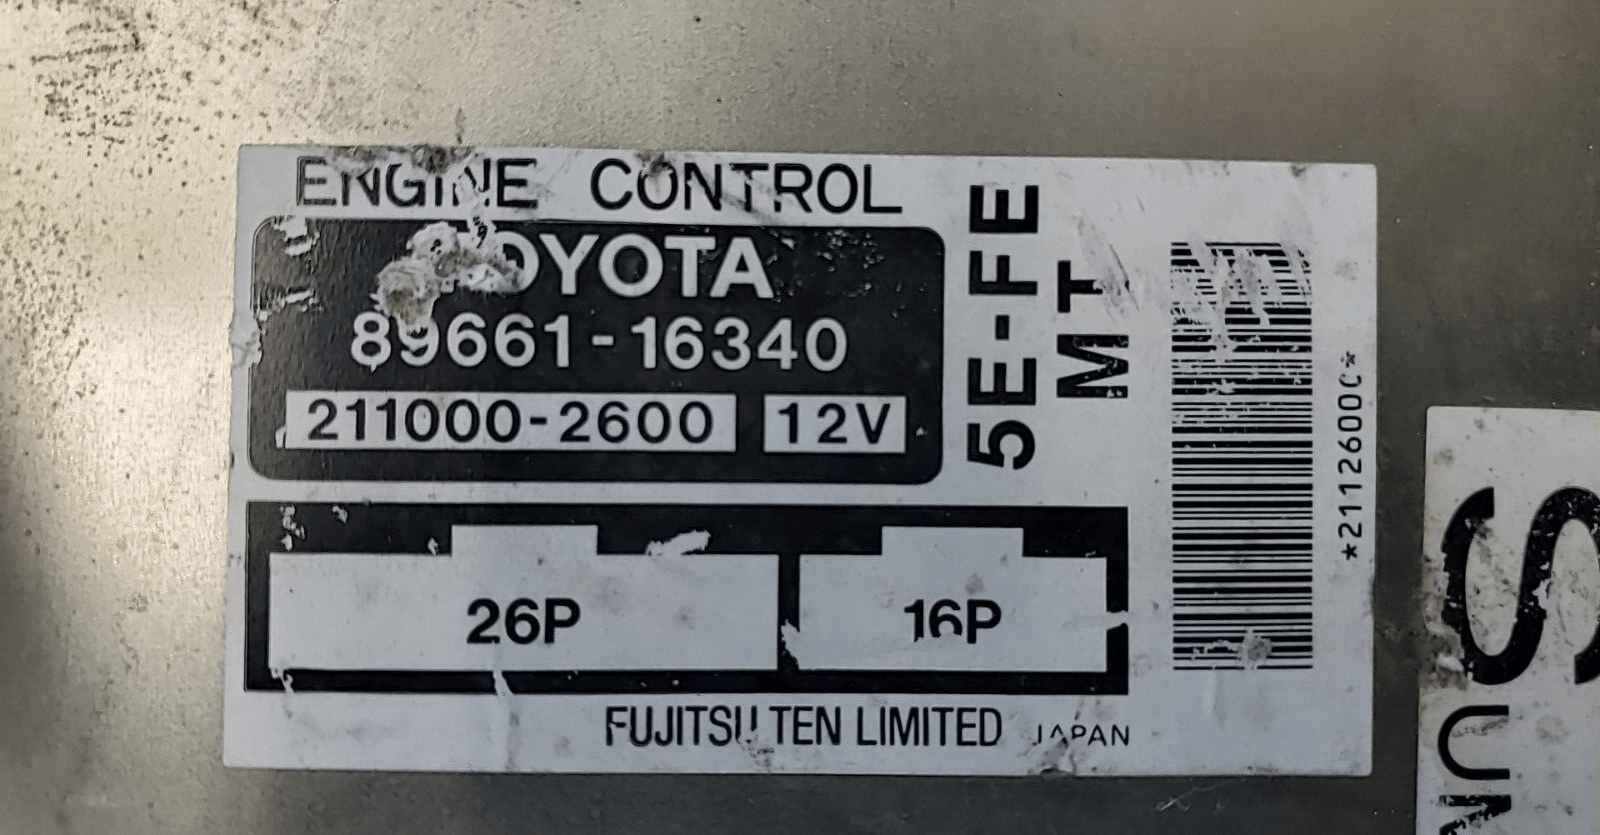 ENGINE CONTROL
TOYOTA
89661-16340
211000-2600 12V
5E-FE
MT
26P 16P
FUJITSU TEN LIMITED JAPAN
*2112600C*
S